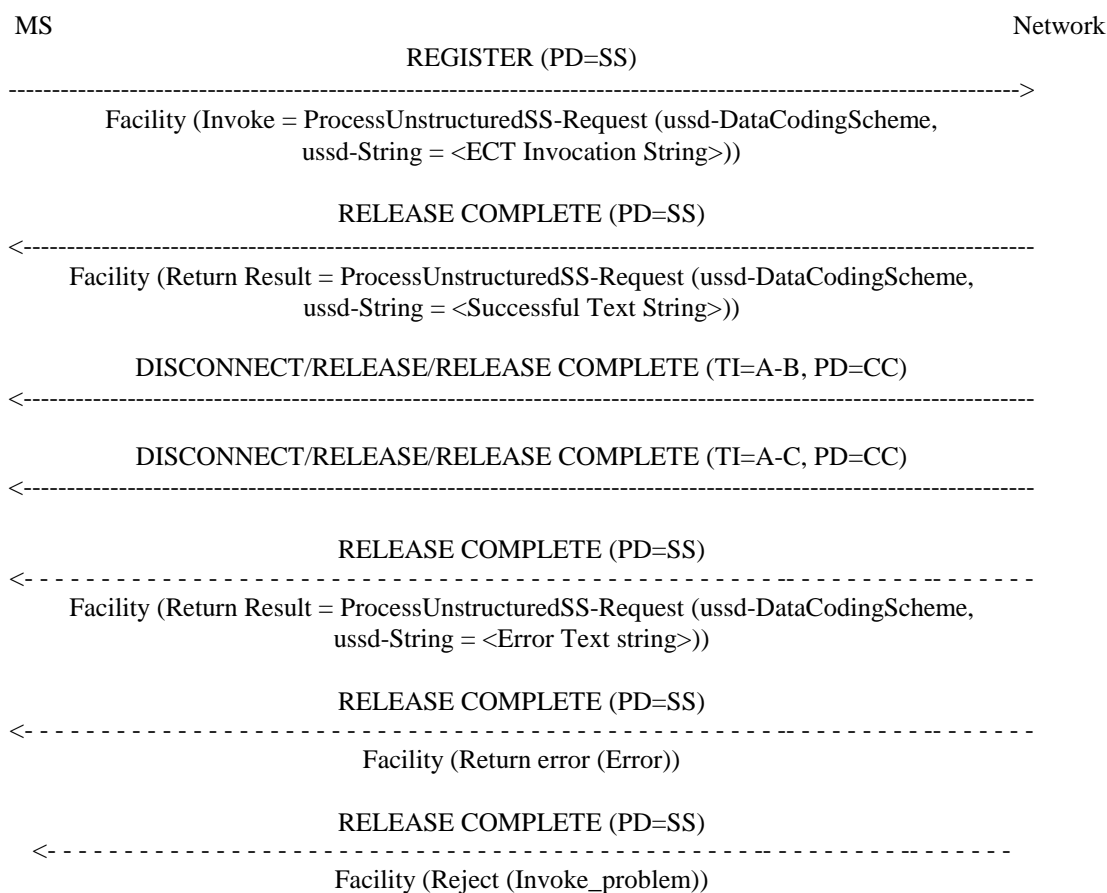 MS Network
REGISTER (PD=SS)
Facility (Invoke = ProcessUnstructuredSS-Request (ussd-DataCodingScheme,
ussd-String = <ECT Invocation String>))
RELEASE COMPLETE (PD=SS)
Facility (Return Result = ProcessUnstructuredSS-Request (ussd-DataCodingScheme,
ussd-String = <Successful Text String>))
DISCONNECT/RELEASE/RELEASE COMPLETE (TI=A-B, PD=CC)
DISCONNECT/RELEASE/RELEASE COMPLETE (TI=A-C, PD=CC)
RELEASE COMPLETE (PD=SS)
Facility (Return Result = ProcessUnstructuredSS-Request (ussd-DataCodingScheme,
ussd-String = <Error Text string>))
RELEASE COMPLETE (PD=SS)
Facility (Return error (Error))
RELEASE COMPLETE (PD=SS)
Facility (Reject (Invoke_problem))